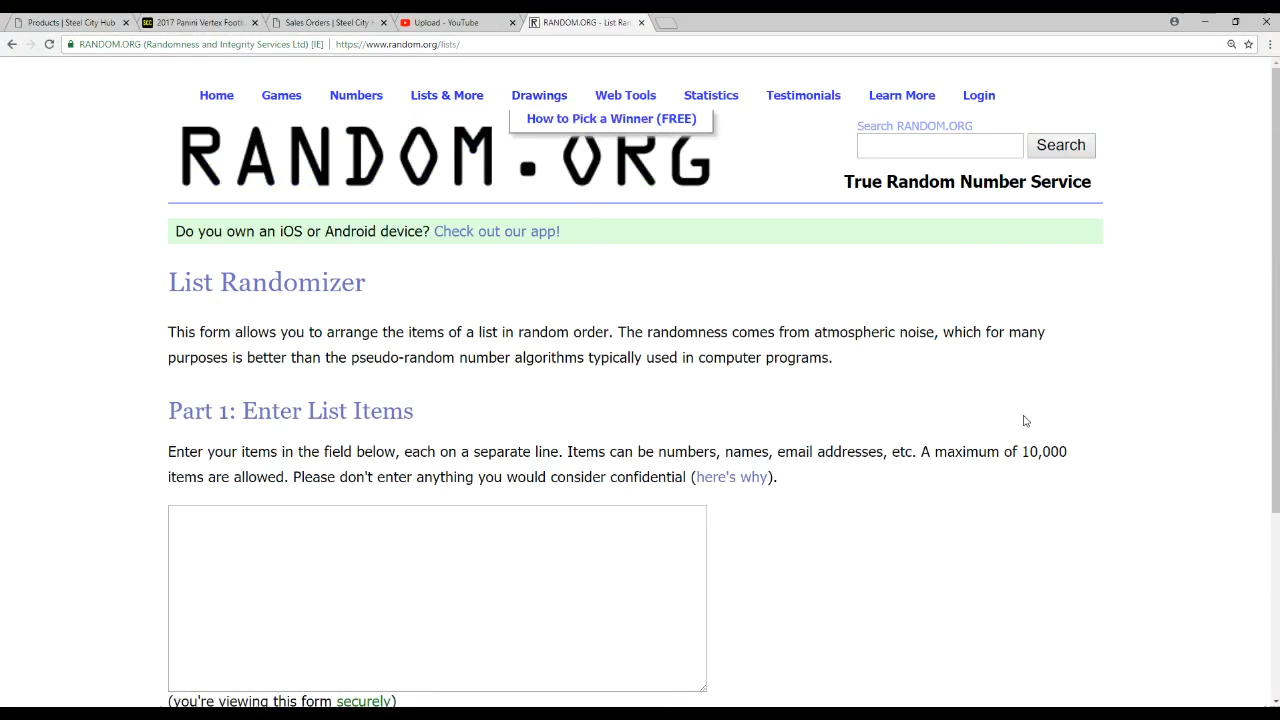 Products | Steel City Hub
SCC 2017 Panini Vertex Footb
Sales Orders | Steel City H
Upload - YouTube
R RANDOM.ORG - List Ran
RANDOM.ORG (Randomness and Integrity Services Ltd) [IE] | https://www.random.org/lists/
Home Games Numbers Lists & More Drawings Web Tools Statistics Testimonials Learn More Login
How to Pick a Winner (FREE)
RANDOM.ORG
Search RANDOM.ORG
Search
True Random Number Service
Do you own an iOS or Android device? Check out our app!
List Randomizer
This form allows you to arrange the items of a list in random order. The randomness comes from atmospheric noise, which for many
purposes is better than the pseudo-random number algorithms typically used in computer programs.
Part 1: Enter List Items
Enter your items in the field below, each on a separate line. Items can be numbers, names, email addresses, etc. A maximum of 10,000
items are allowed. Please don't enter anything you would consider confidential (here's why).
(you're viewing this form securely)